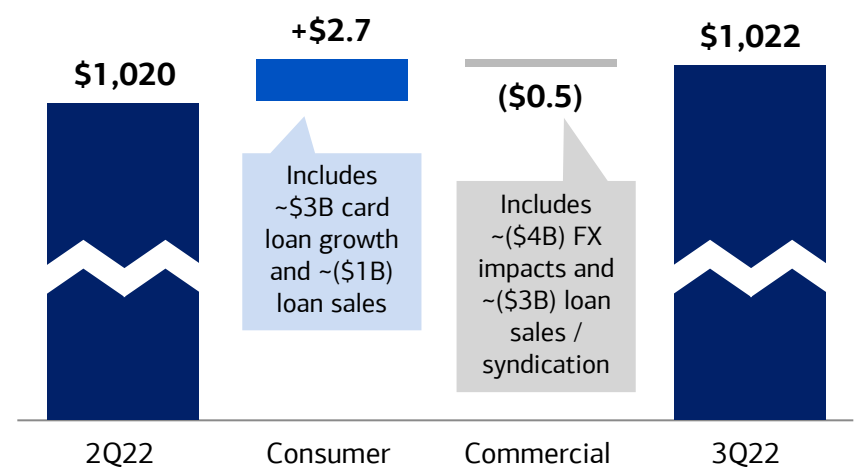 $1,020
+$2.7
($0.5)
$1,022
Includes
~$3B card
loan growth
and ~($1B)
loan sales
Includes
~($4B) FX
impacts and
~($3B) loan
sales /
syndication
2Q22
Consumer
Commercial
3Q22